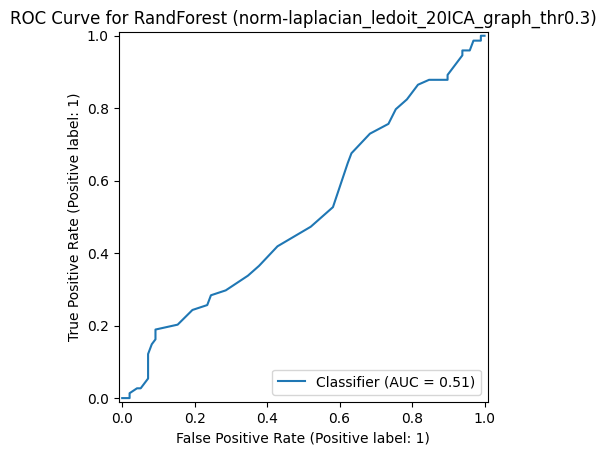 ROC Curve for RandForest (norm-laplacian_ledoit_20ICA_graph_thr0.3)
1.0
0.8
0.6
0.4
0.2
0.0
True Positive Rate (Positive label: 1)
Classifier (AUC = 0.51)
0.0 0.2 0.4 0.6 0.8 1.0
False Positive Rate (Positive label: 1)